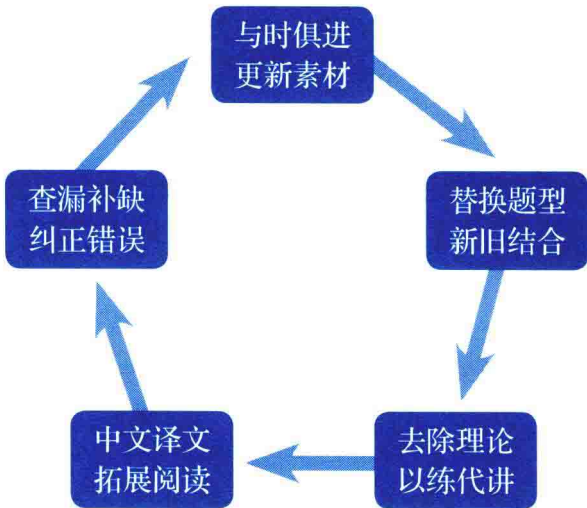 与时俱进
更新素材
替换题型
新旧结合
去除理论
以练代讲
中文译文
拓展阅读
查漏补缺
纠正错误